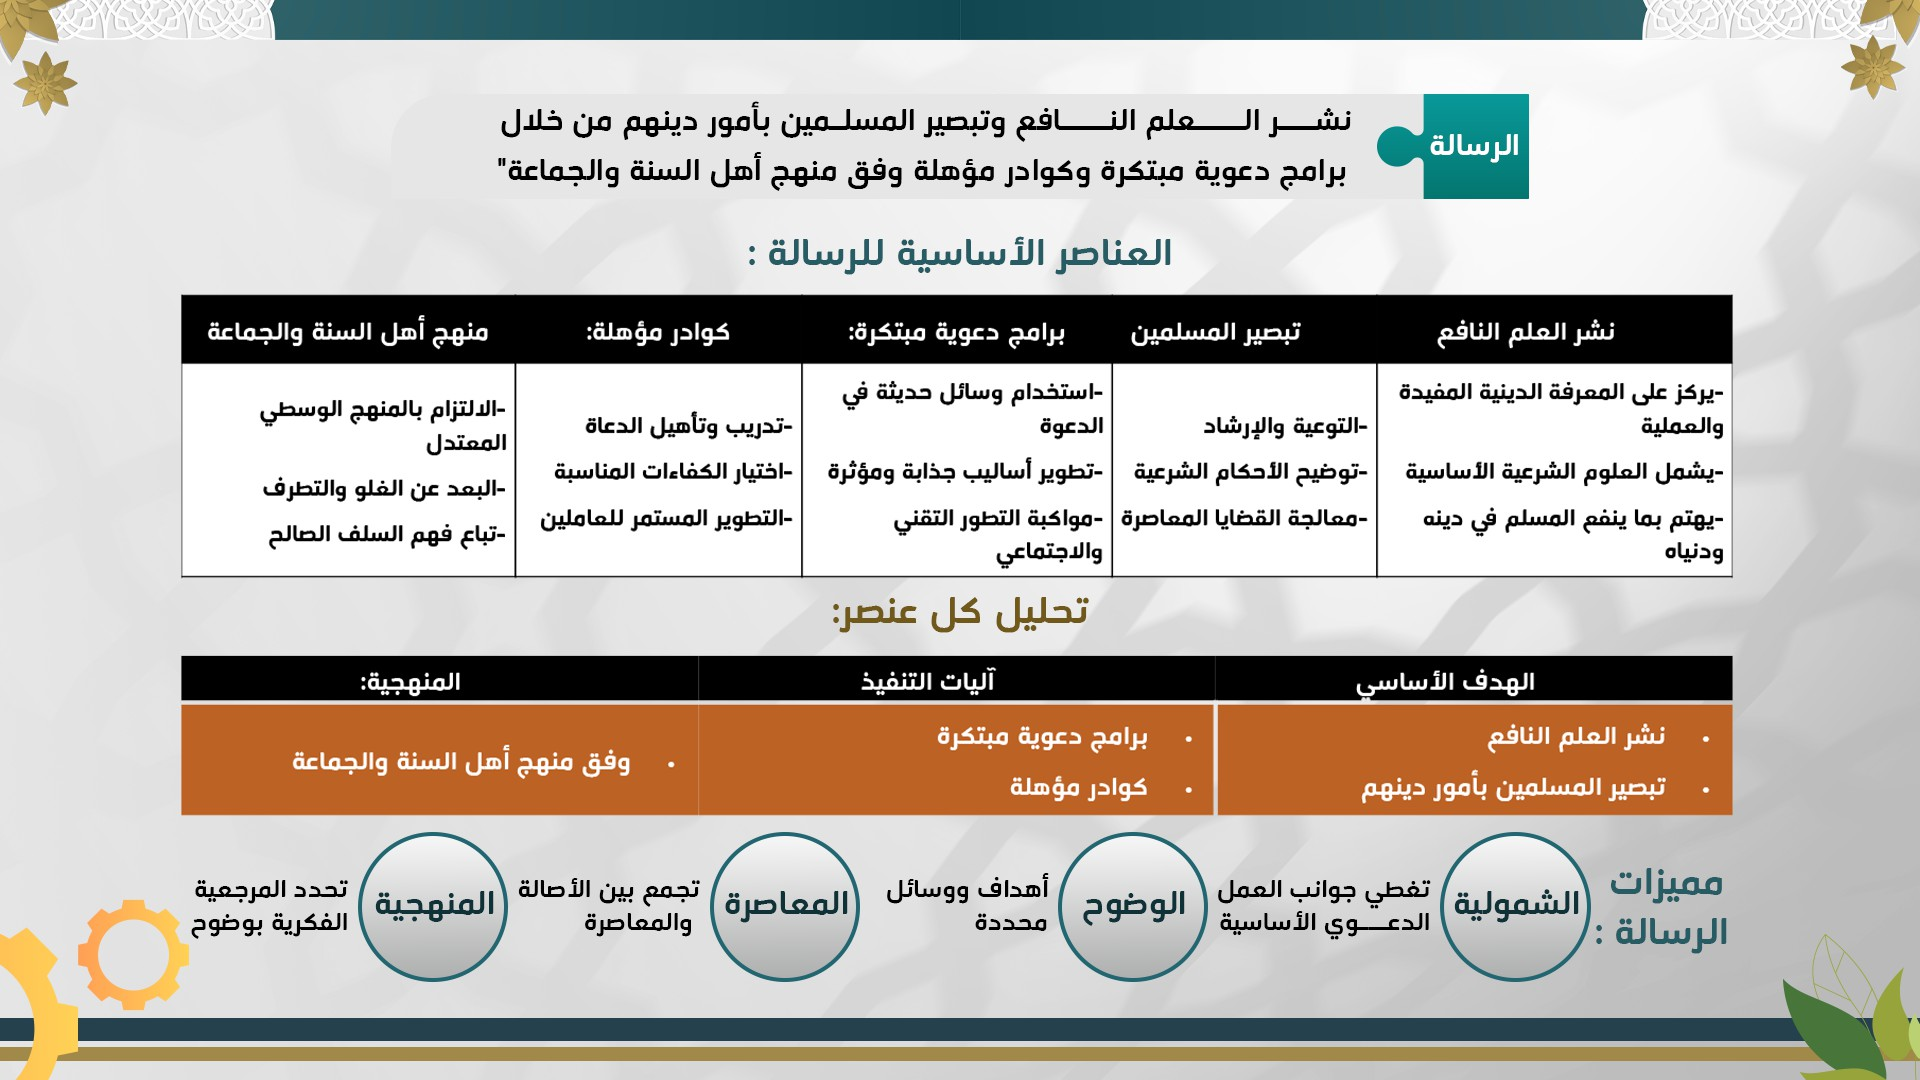 الرسالة
نشر العلم النافع وتبصير المسلمين بأمور دينهم من خلال
برامج دعوية مبتكرة وكوادر مؤهلة وفق منهج أهل السنة والجماعة"
العناصر الأساسية للرسالة :
نشر العلم النافع
تبصير المسلمين
برامج دعوية مبتكرة:
كوادر مؤهلة:
منهج أهل السنة والجماعة
-يركز على المعرفة الدينية المفيدة
والعملية
-يشمل العلوم الشرعية الأساسية
-يهتم بما ينفع المسلم في دينه
ودنياه
-التوعية والإرشاد
-توضيح الأحكام الشرعية
-معالجة القضايا المعاصرة
-استخدام وسائل حديثة في
الدعوة
-تطوير أساليب جذابة ومؤثرة
-مواكبة التطور التقني
والاجتماعي
-تدريب وتأهيل الدعاة
-اختيار الكفاءات المناسبة
-التطوير المستمر للعاملين
-الالتزام بالمنهج الوسطي
المعتدل
-البعد عن الغلو والتطرف
-تباع فهم السلف الصالح
تحليل كل عنصر:
الهدف الأساسي
آليات التنفيذ
المنهجية:
• نشر العلم النافع
• تبصير المسلمين بأمور دينهم
• برامج دعوية مبتكرة
• كوادر مؤهلة
• وفق منهج أهل السنة والجماعة
مميزات
الرسالة :
الشمولية
تغطي جوانب العمل
الدعوي الأساسية
الوضوح
أهداف ووسائل
محددة
المعاصرة
تجمع بين الأصالة
والمعاصرة
المنهجية
تحدد المرجعية
الفكرية بوضوح